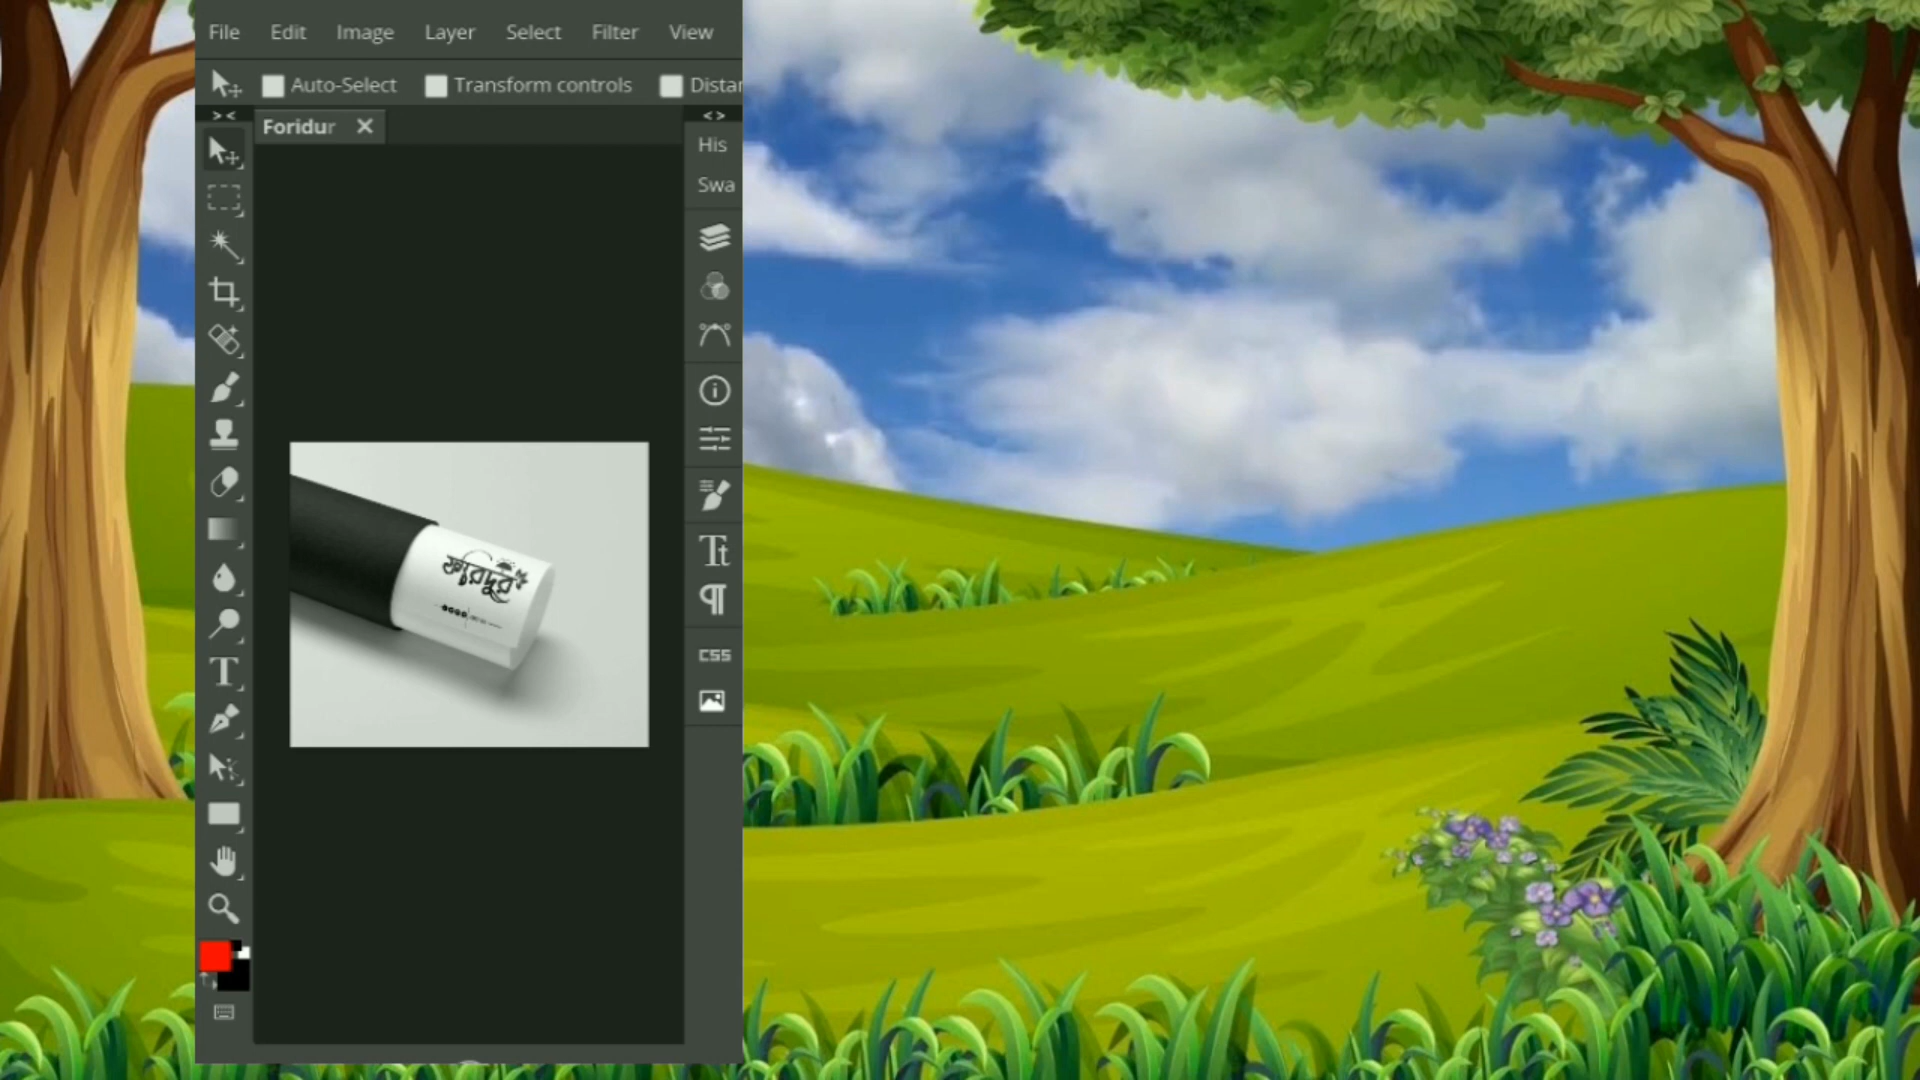 File Edit Image Layer Select Filter View
Auto-Select Transform controls Distar
> < < >
Foridur ✕
His
Swa
CSS
ফরিদুর